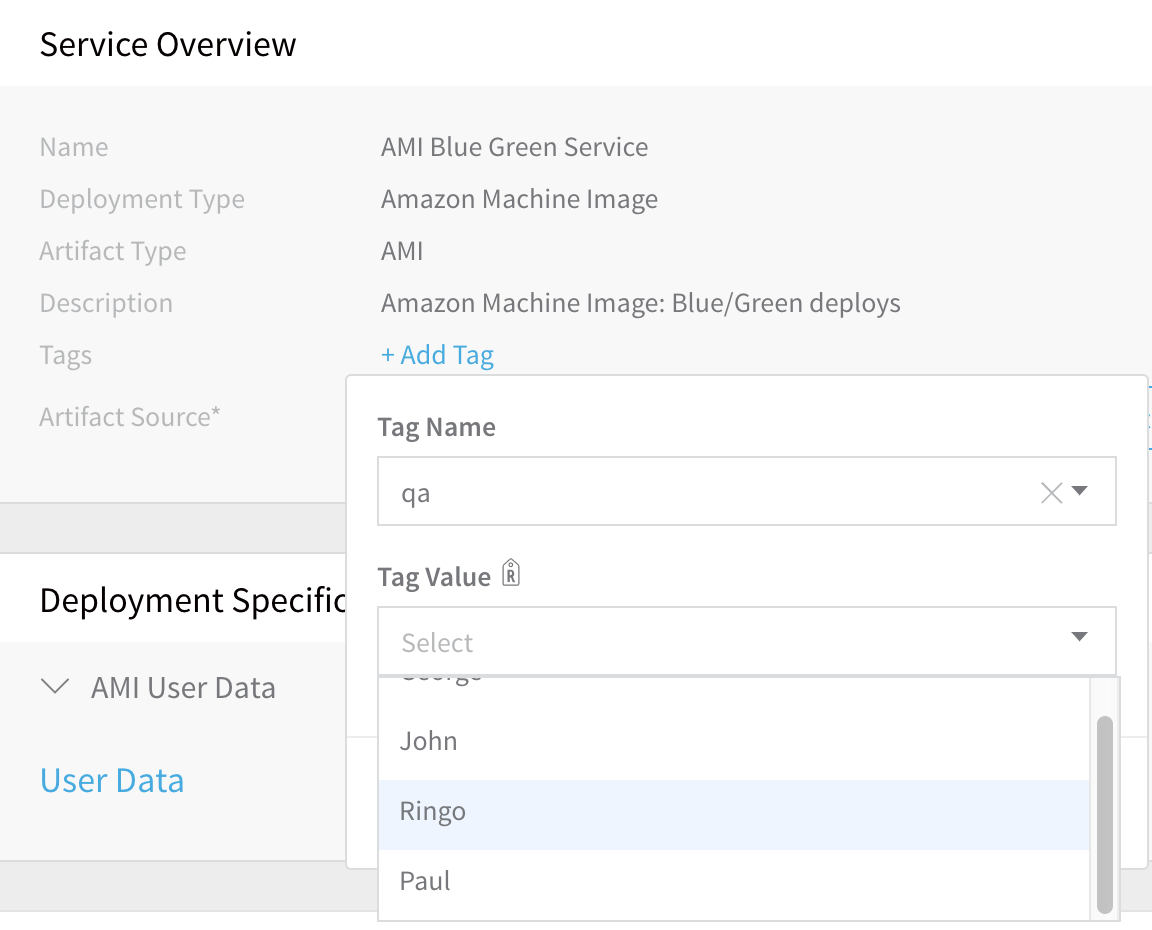 Service Overview
Name AMI Blue Green Service
Deployment Type Amazon Machine Image
Artifact Type AMI
Description Amazon Machine Image: Blue/Green deploys
Tags + Add Tag
Artifact Source*
Tag Name
qa
Tag Value R
Select
George
John
Ringo
Paul
Deployment Specific
AMI User Data
User Data